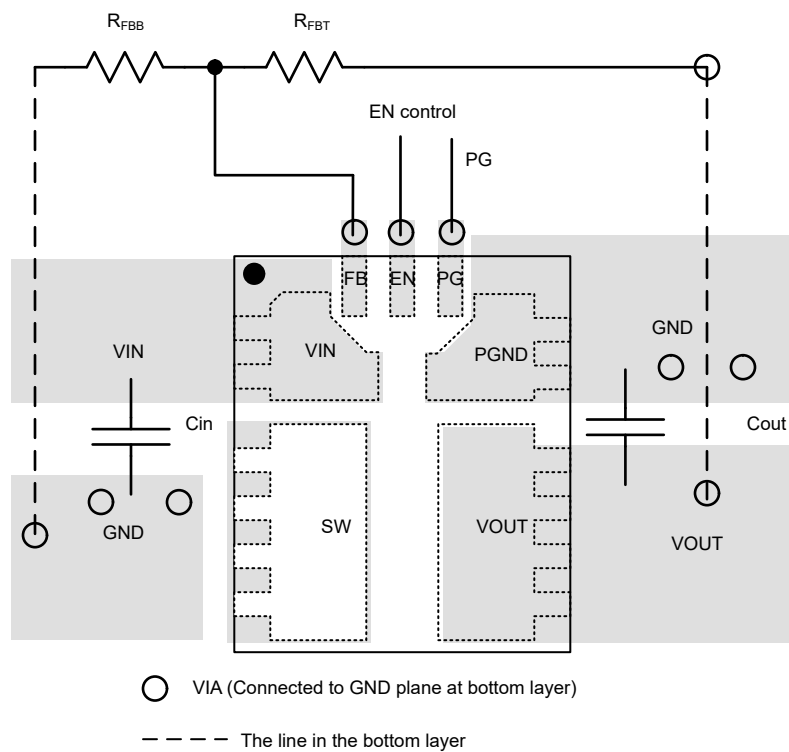 RFBB
RFBT
EN control
PG
FB
EN
PG
VIN
VIN
PGND
GND
Cin
Cout
GND
SW
VOUT
VOUT
VIA (Connected to GND plane at bottom layer)
The line in the bottom layer